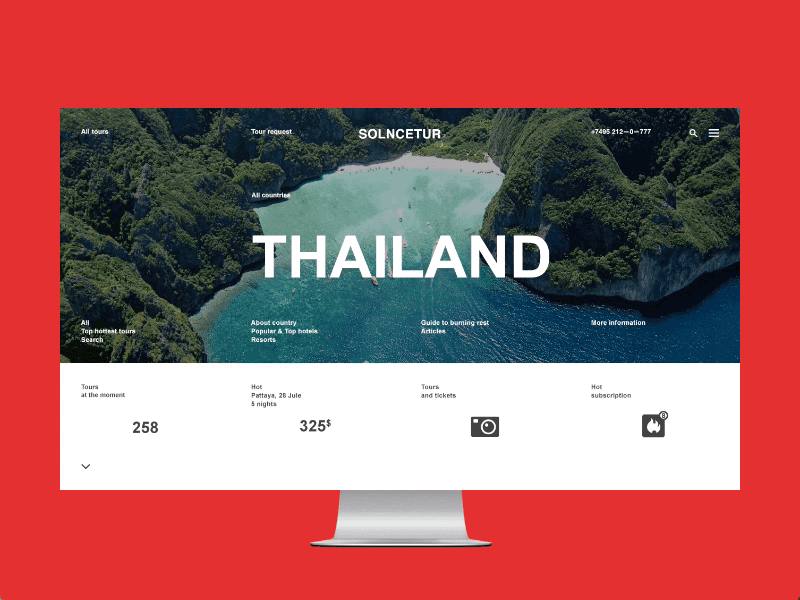 All tours
Tour request
SOLNCETUR
+7495 212—0—777
All countries
THAILAND
All
Top hottest tours
Search
About country
Popular & Top hotels
Resorts
Guide to burning rest
Articles
More information
Tours
at the moment
258
Hot
Pattaya, 28 Jule
5 nights
325$
Tours
and tickets
Hot
subscription
8